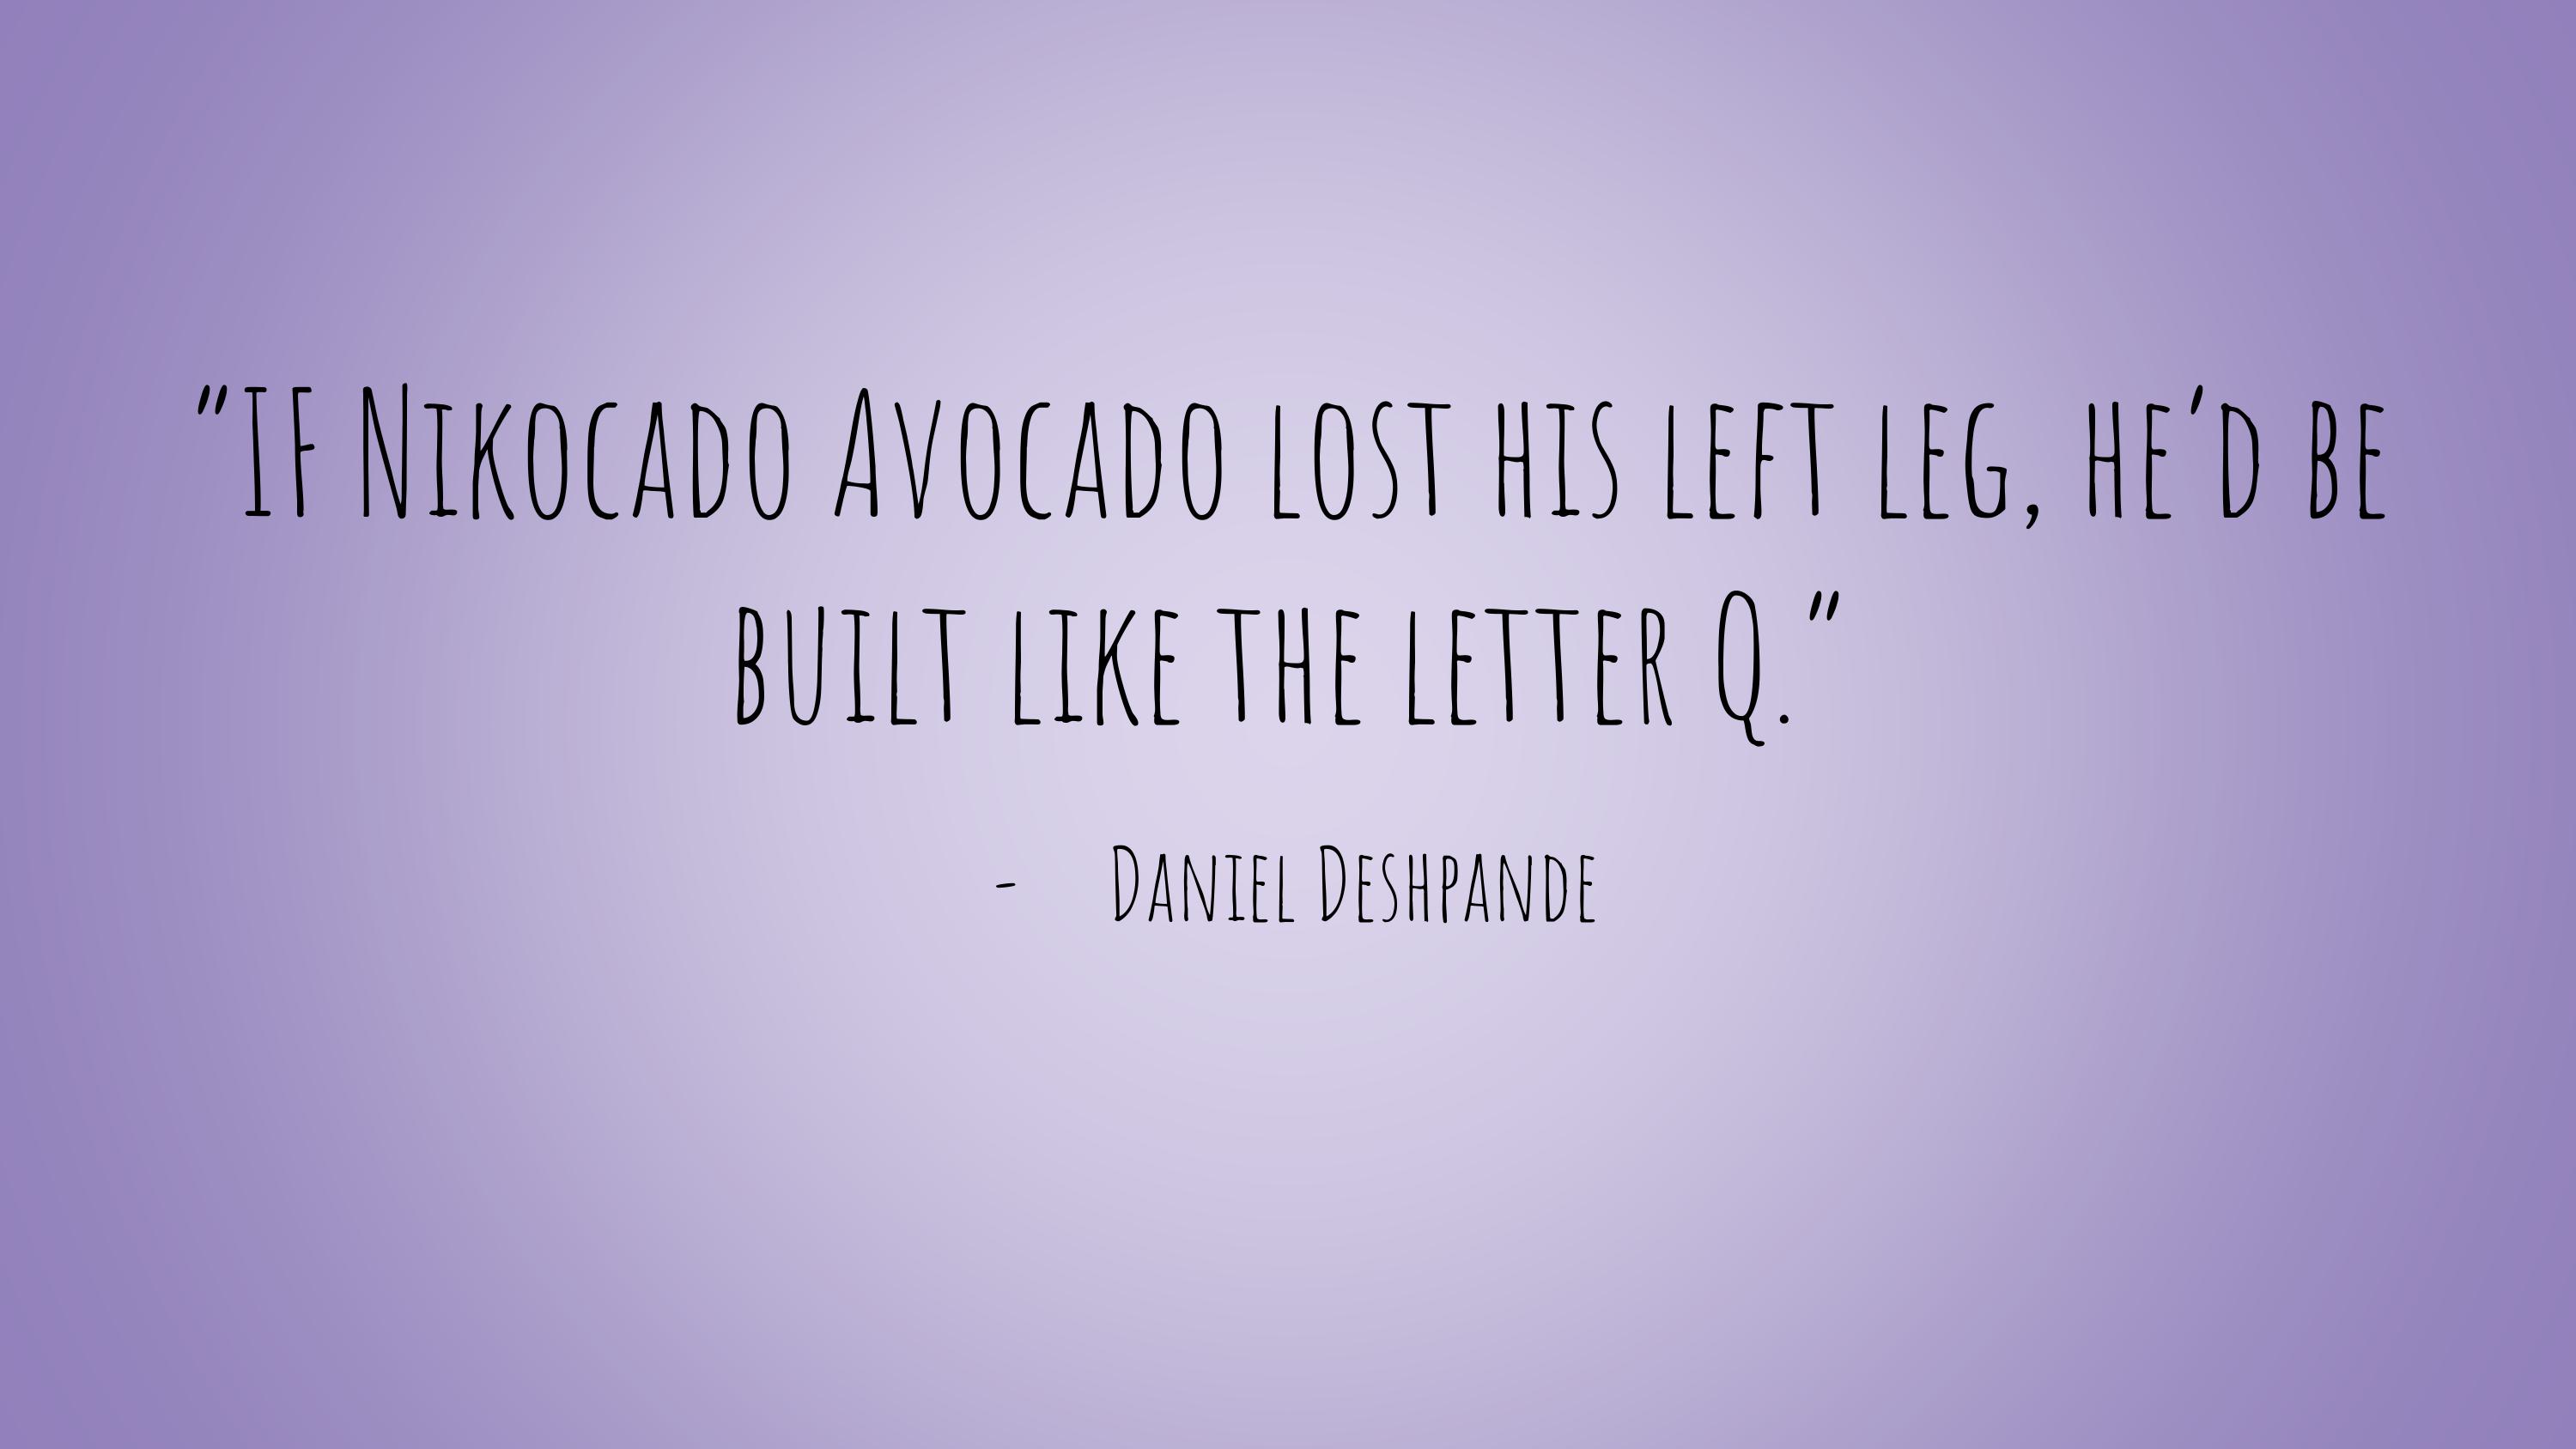 "If Nikocado Avocado lost his left leg, he'd be
built like the letter Q."
- Daniel Deshpande